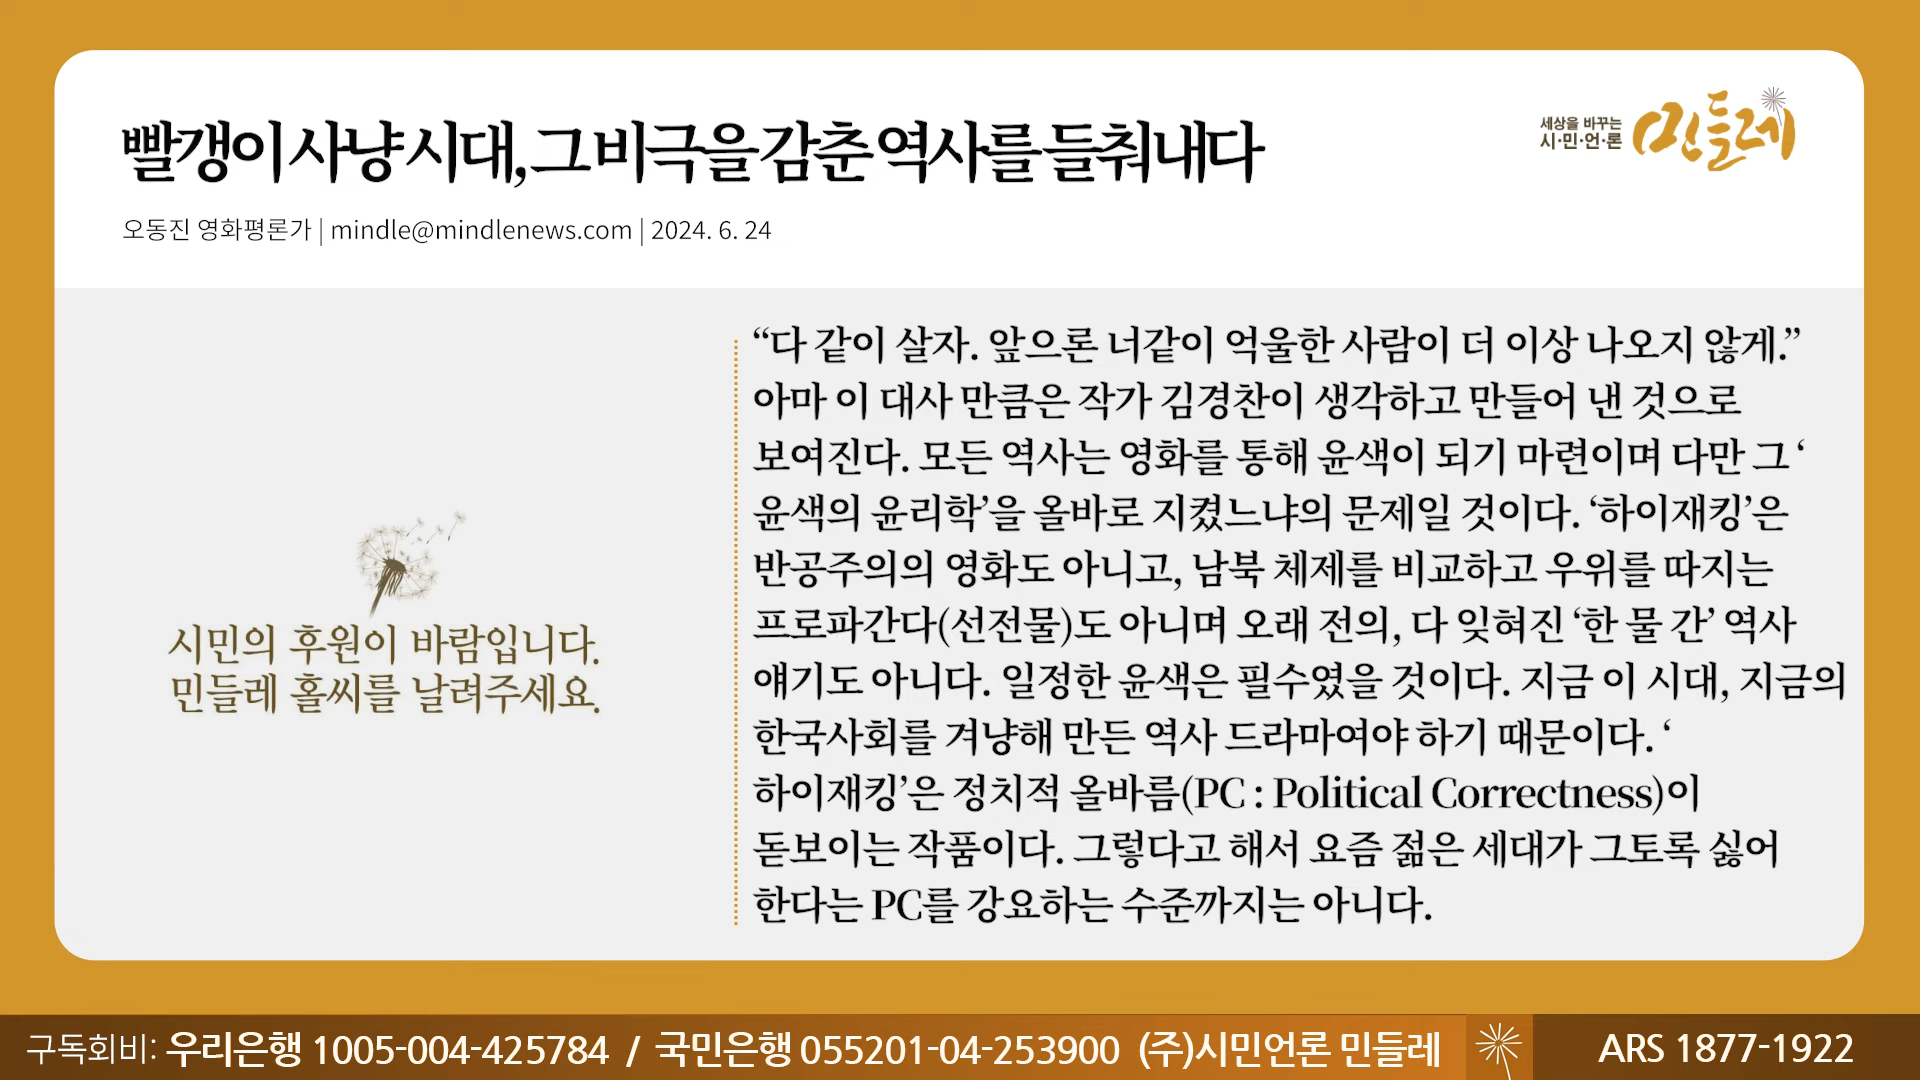 빨갱이 사냥 시대, 그 비극을 감춘 역사를 들춰내다
세상을 바꾸는
시·민·언·론
민들레
오동진 영화평론가 | mindle@mindlenews.com | 2024. 6. 24
“다 같이 살자. 앞으론 너같이 억울한 사람이 더 이상 나오지 않게.”
아마 이 대사 만큼은 작가 김경찬이 생각하고 만들어 낸 것으로
보여진다. 모든 역사는 영화를 통해 윤색이 되기 마련이며 다만 그 ‘
윤색의 윤리학’을 올바로 지켰느냐의 문제일 것이다. ‘하이재킹’은
반공주의의 영화도 아니고, 남북 체제를 비교하고 우위를 따지는
프로파간다(선전물)도 아니며 오래 전의, 다 잊혀진 ‘한 물 간’ 역사
얘기도 아니다. 일정한 윤색은 필수였을 것이다. 지금 이 시대, 지금의
한국사회를 겨냥해 만든 역사 드라마여야 하기 때문이다. ‘
하이재킹’은 정치적 올바름(PC : Political Correctness)이
돋보이는 작품이다. 그렇다고 해서 요즘 젊은 세대가 그토록 싫어
한다는 PC를 강요하는 수준까지는 아니다.
시민의 후원이 바람입니다.
민들레 홀씨를 날려주세요.
구독회비: 우리은행 1005-004-425784 / 국민은행 055201-04-253900 (주)시민언론 민들레
ARS 1877-1922